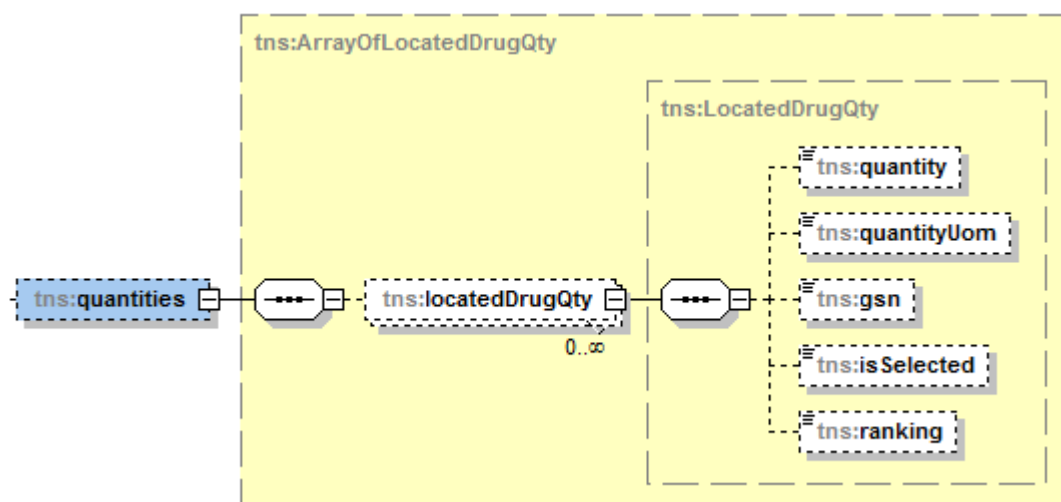 tns:ArrayOfLocatedDrugQty
tns:LocatedDrugQty
tns:quantity
tns:quantityUom
tns:quantities
tns:locatedDrugQty
0..∞
tns:gsn
tns:isSelected
tns:ranking